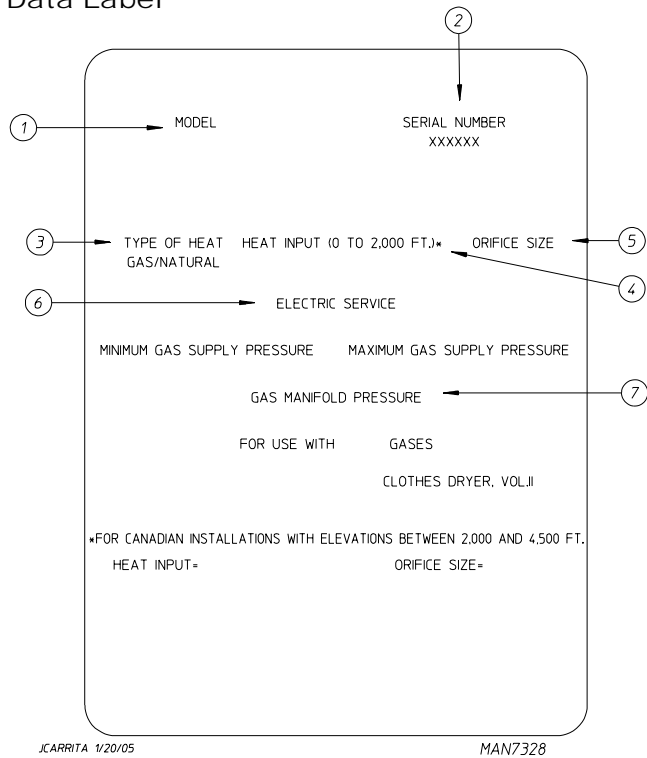 Data Label
2
1
MODEL
SERIAL NUMBER
XXXXXX
3
TYPE OF HEAT
GAS/NATURAL
HEAT INPUT (0 TO 2,000 FT.)*
ORIFICE SIZE
5
4
6
ELECTRIC SERVICE
MINIMUM GAS SUPPLY PRESSURE
MAXIMUM GAS SUPPLY PRESSURE
GAS MANIFOLD PRESSURE
7
FOR USE WITH GASES
CLOTHES DRYER, VOL.II
*FOR CANADIAN INSTALLATIONS WITH ELEVATIONS BETWEEN 2,000 AND 4,500 FT.
HEAT INPUT= ORIFICE SIZE=
JCARRITA 1/20/05
MAN7328